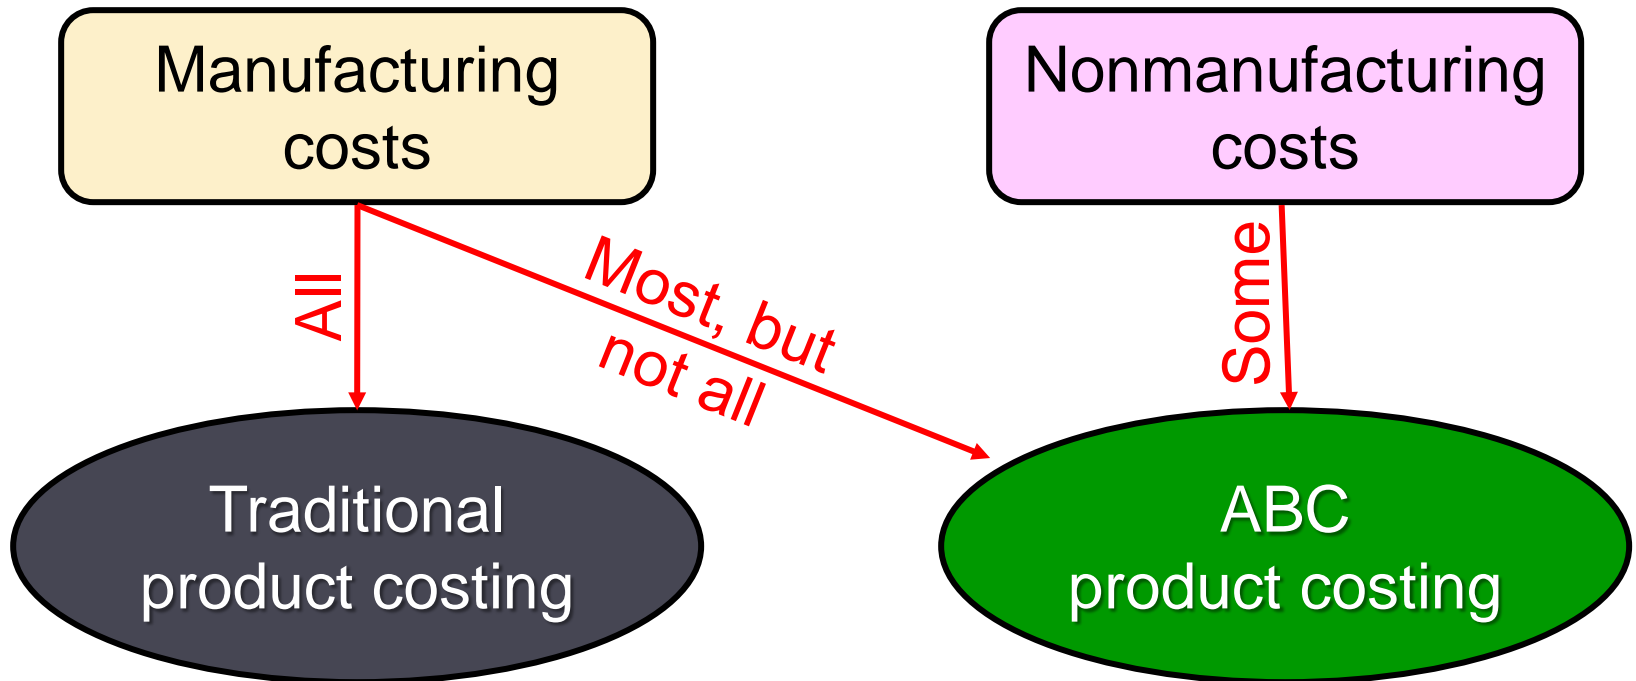 Manufacturing
costs
Nonmanufacturing
costs
All
Most, but
not all
Some
Traditional
product costing
ABC
product costing